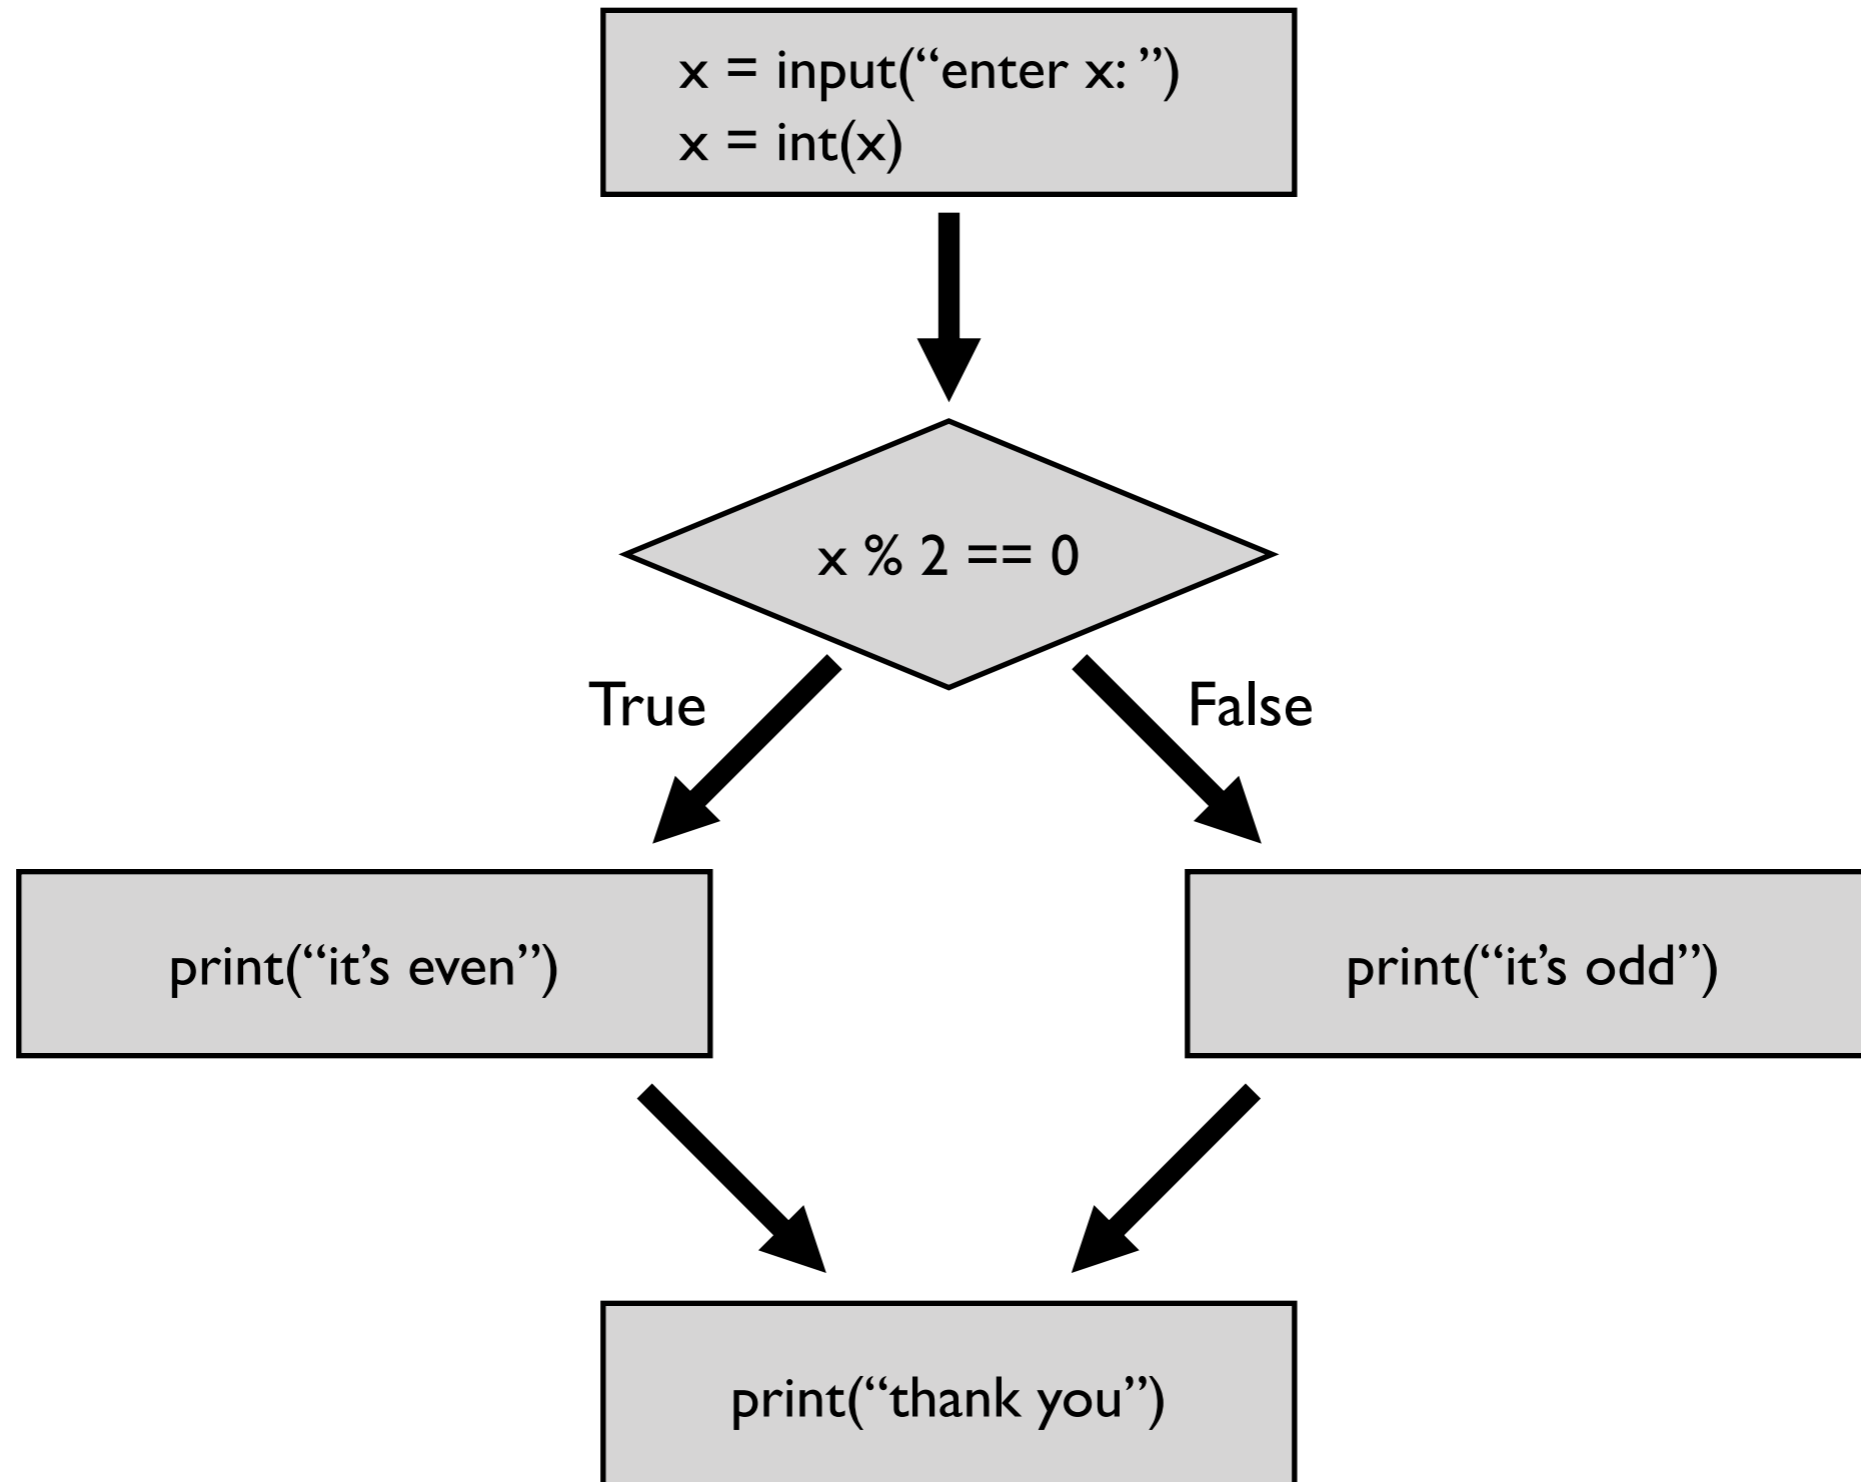 x = input(“enter x: ”)
x = int(x)
x % 2 == 0
True
False
print(“it’s even”)
print(“it’s odd”)
print(“thank you”)